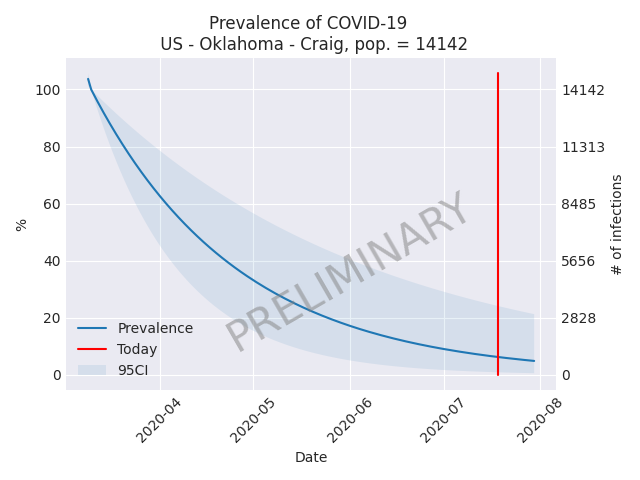 Prevalence of COVID-19
US - Oklahoma - Craig, pop. = 14142
100
80
60
40
20
0
%
14142
11313
8485
5656
2828
0
# of infections
PRELIMINARY
Prevalence
Today
95CI
2020-04
2020-05
2020-06
2020-07
2020-08
Date